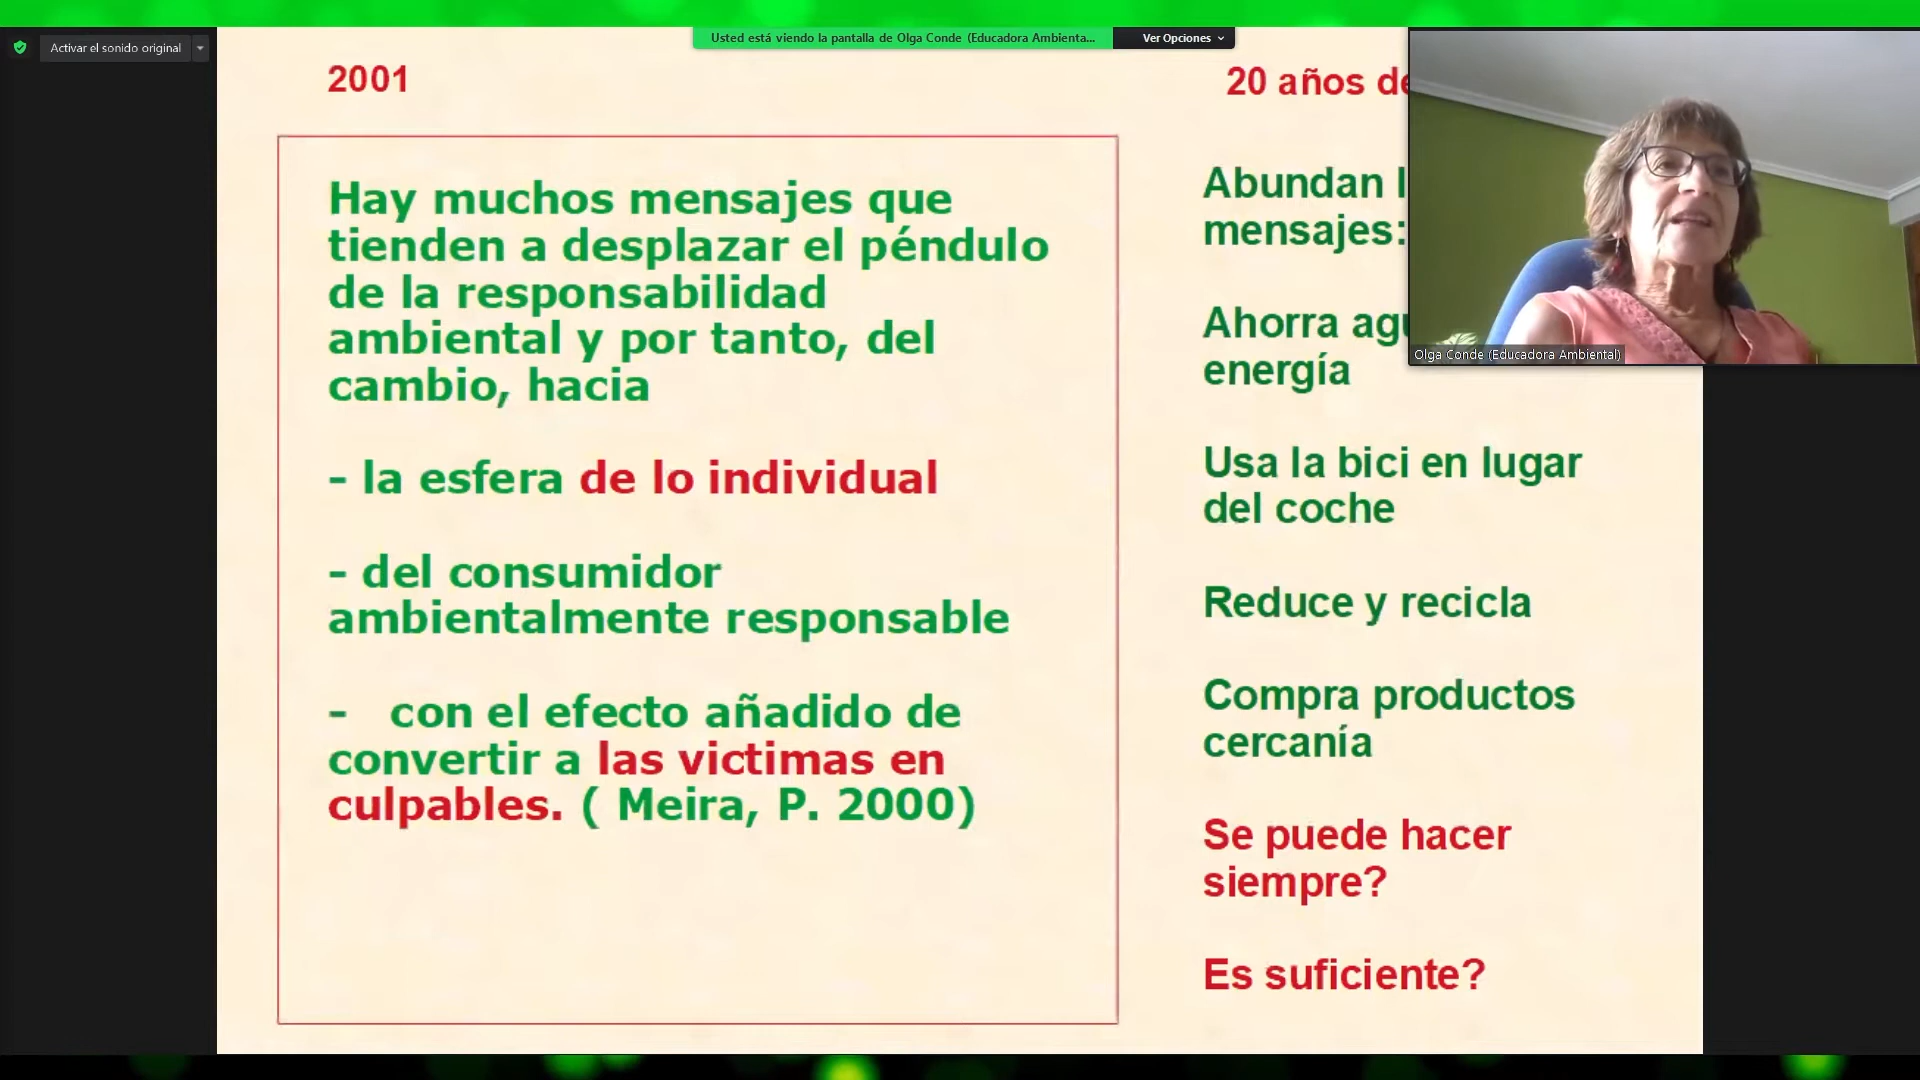 Activar el sonido original
Usted está viendo la pantalla de Olga Conde (Educadora Ambienta...
Ver Opciones
2001
Hay muchos mensajes que
tienden a desplazar el péndulo
de la responsabilidad
ambiental y por tanto, del
cambio, hacia
- la esfera de lo individual
- del consumidor
ambientalmente responsable
- con el efecto añadido de
convertir a las victimas en
culpables. ( Meira, P. 2000)
20 años
Abundan
mensajes:
Ahorra
energía
Usa la bici en lugar
del coche
Reduce y recicla
Compra productos
cercanía
Se puede hacer
siempre?
Es suficiente?
Olga Conde (Educadora Ambiental)